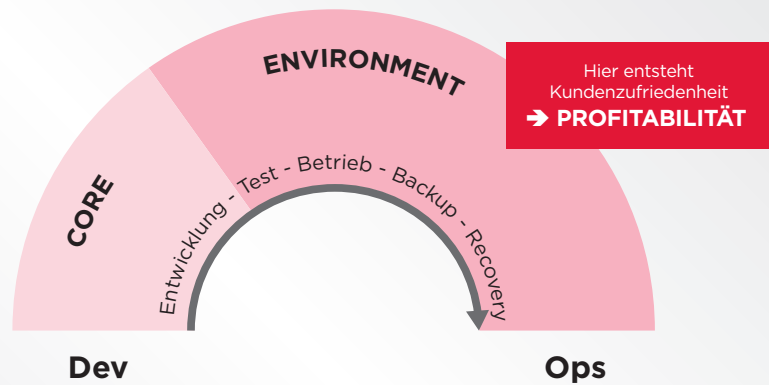 ENVIRONMENT
Hier entsteht
Kundenzufriedenheit
➔ PROFITABILITÄT
CORE
Entwicklung - Test - Betrieb - Backup - Recovery
Dev
Ops